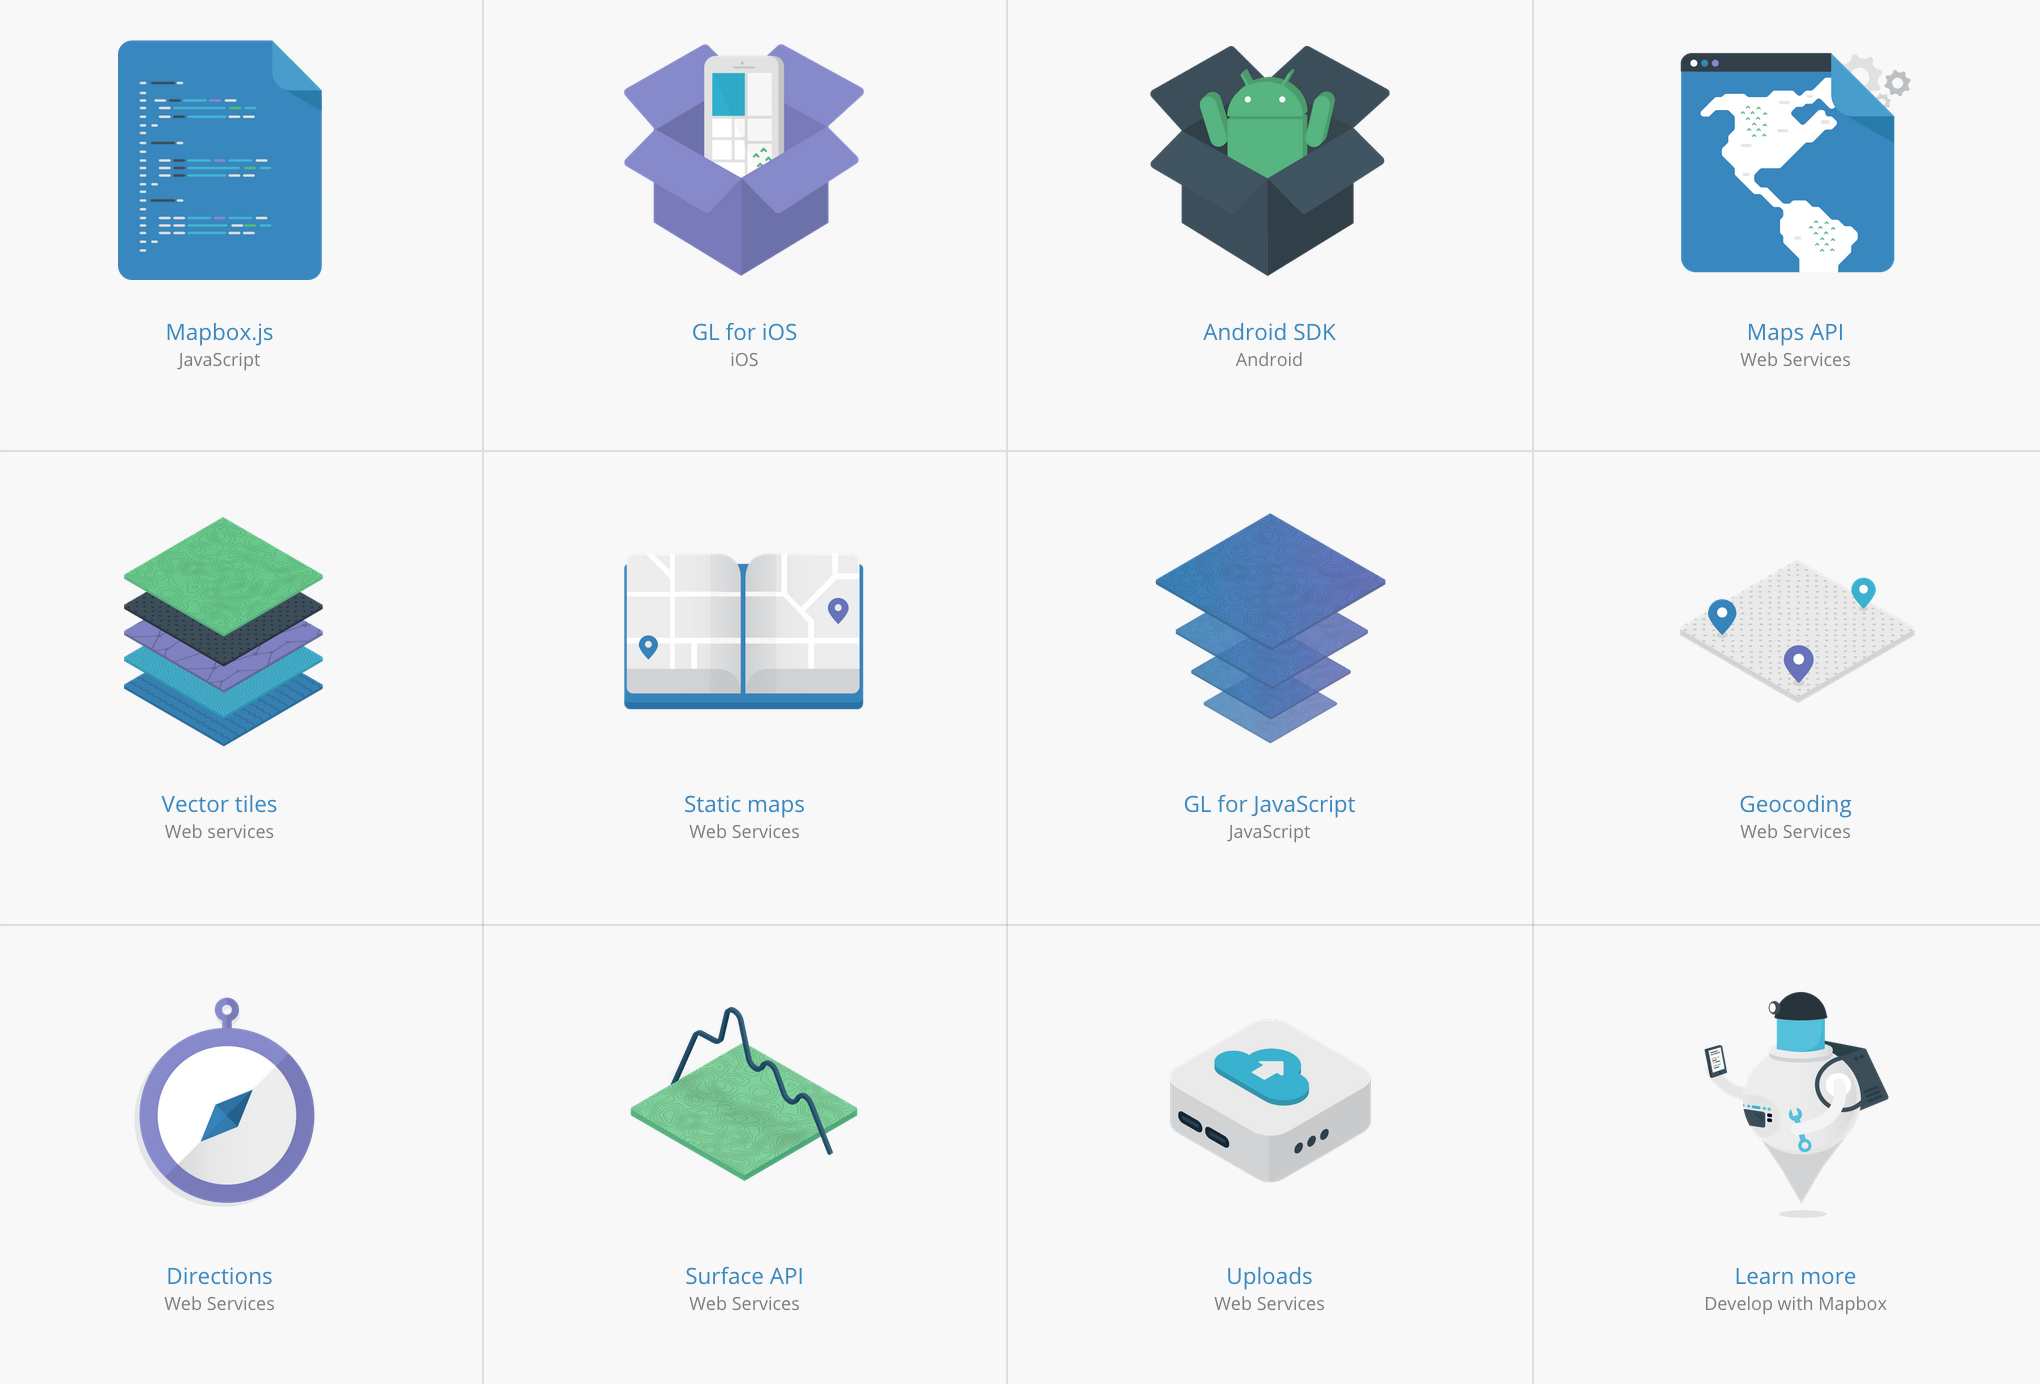 Mapbox.js
JavaScript
GL for iOS
iOS
Android SDK
Android
Maps API
Web Services
Vector tiles
Web services
Static maps
Web Services
GL for JavaScript
JavaScript
Geocoding
Web Services
Directions
Web Services
Surface API
Web Services
Uploads
Web Services
Learn more
Develop with Mapbox